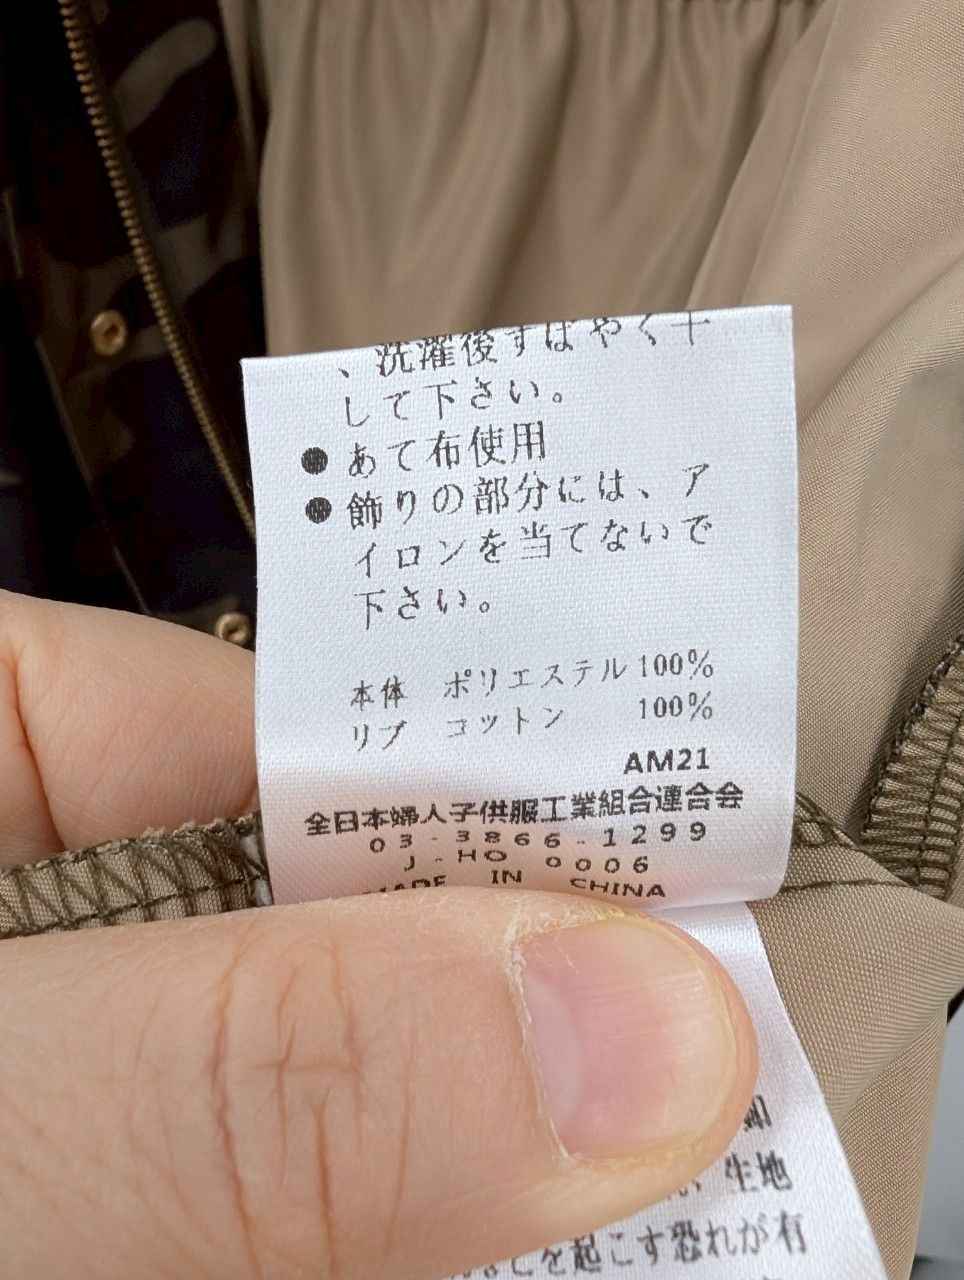 、洗濯後すばやく干
して下さい。
●あて布使用
●飾りの部分には、ア
イロンを当てないで
下さい。
本体 ポリエステル 100%
リブ コットン 100%
AM21
全日本婦人子供服工業組合連合会
03-3866-1299
J-HO 0006
MADE IN CHINA
生地
を起こす恐れが有